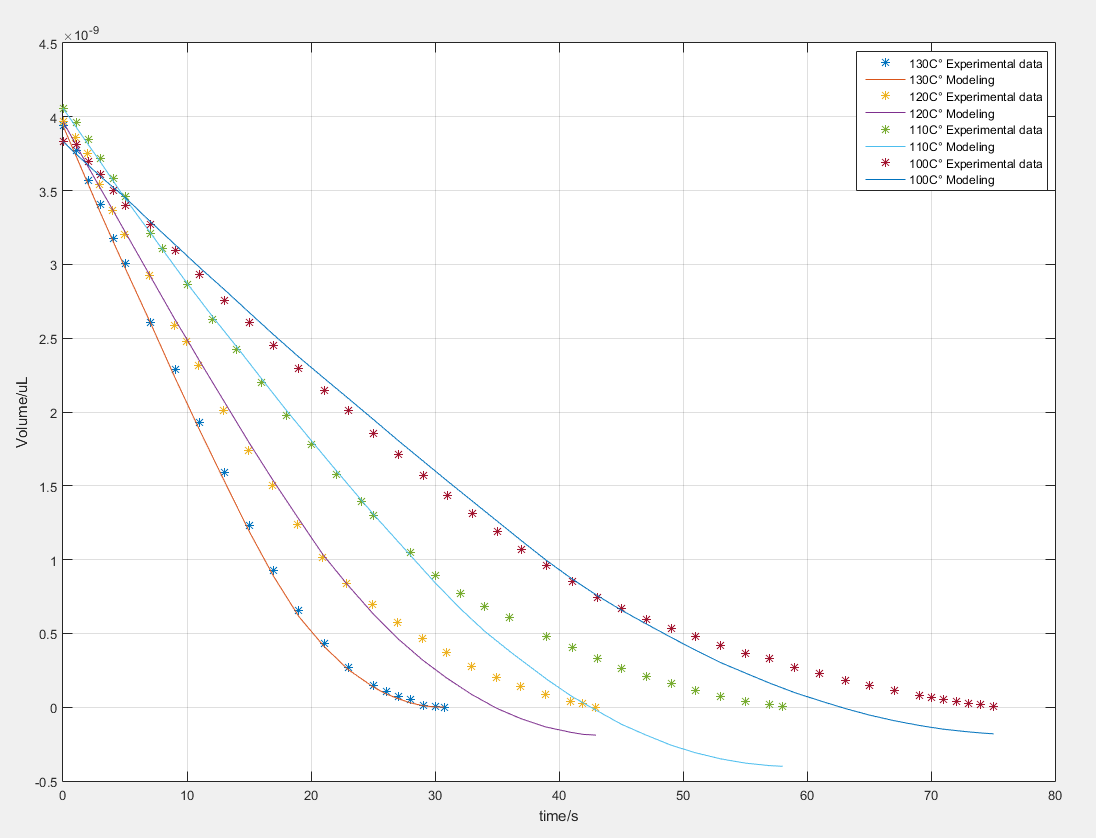 ×10⁻⁹
4.5
4
3.5
3
2.5
2
1.5
1
0.5
0
-0.5
Volume/uL
0 10 20 30 40 50 60 70 80
time/s
130C° Experimental data
130C° Modeling
120C° Experimental data
120C° Modeling
110C° Experimental data
110C° Modeling
100C° Experimental data
100C° Modeling